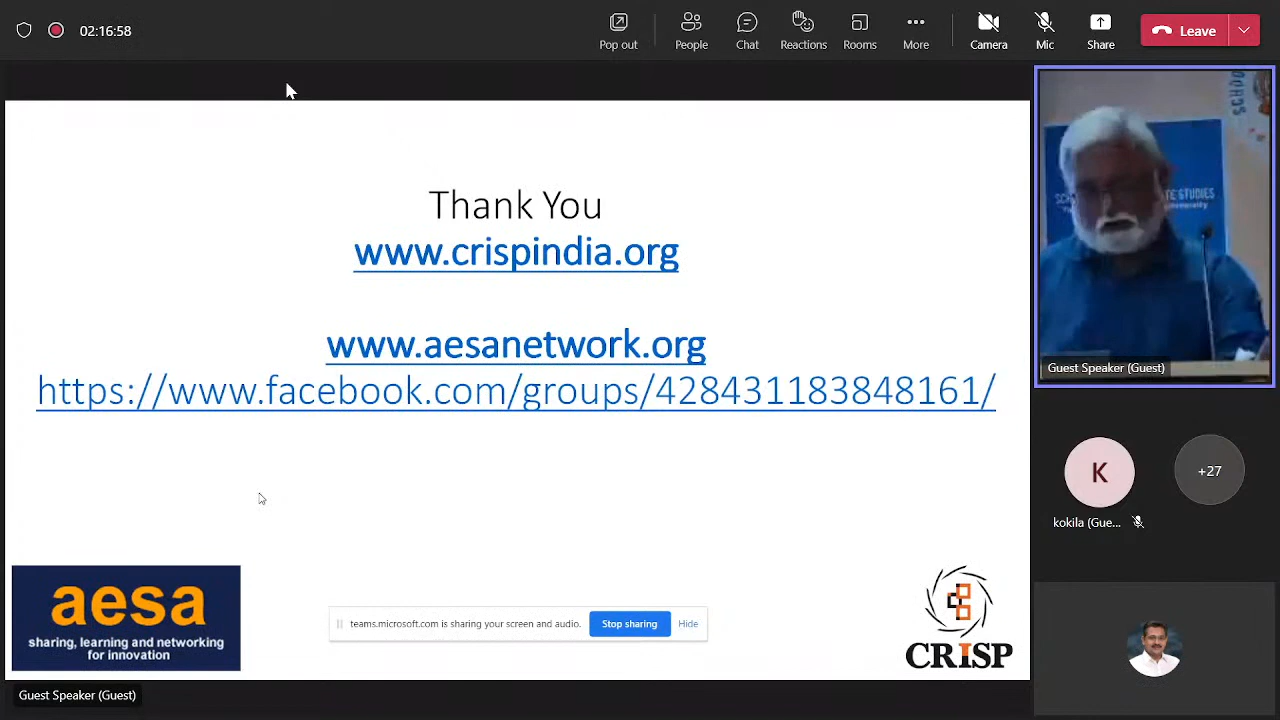 02:16:58
Pop out
People
Chat
Reactions
Rooms
More
Camera
Mic
Share
Leave
Thank You
www.crispindia.org
www.aesanetwork.org
https://www.facebook.com/groups/428431183848161/
aesa
sharing, learning and networking
for innovation
teams.microsoft.com is sharing your screen and audio.
Stop sharing
Hide
CRISP
Guest Speaker (Guest)
TE STUDIES
Guest Speaker (Guest)
K
+27
kokila (Gue...